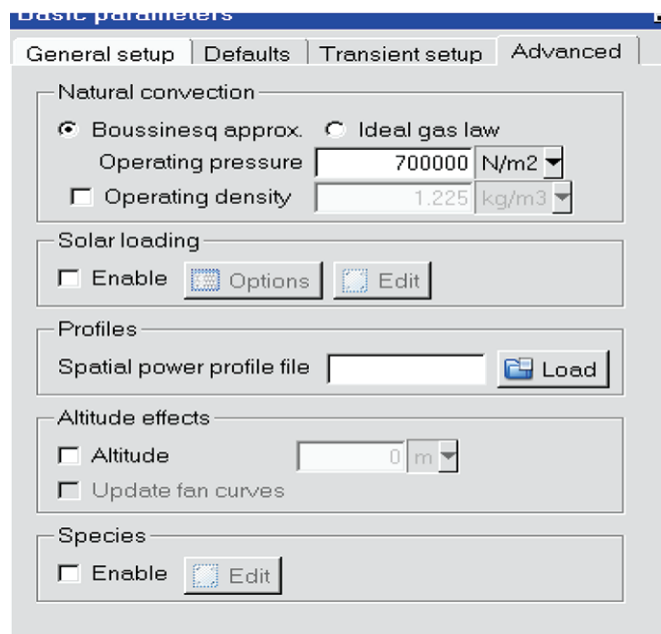 Basic parameters
General setup Defaults Transient setup Advanced
Natural convection
Boussinesq approx. Ideal gas law
Operating pressure 700000 N/m2
Operating density 1.225 kg/m3
Solar loading
Enable Options Edit
Profiles
Spatial power profile file Load
Altitude effects
Altitude 0 m
Update fan curves
Species
Enable Edit